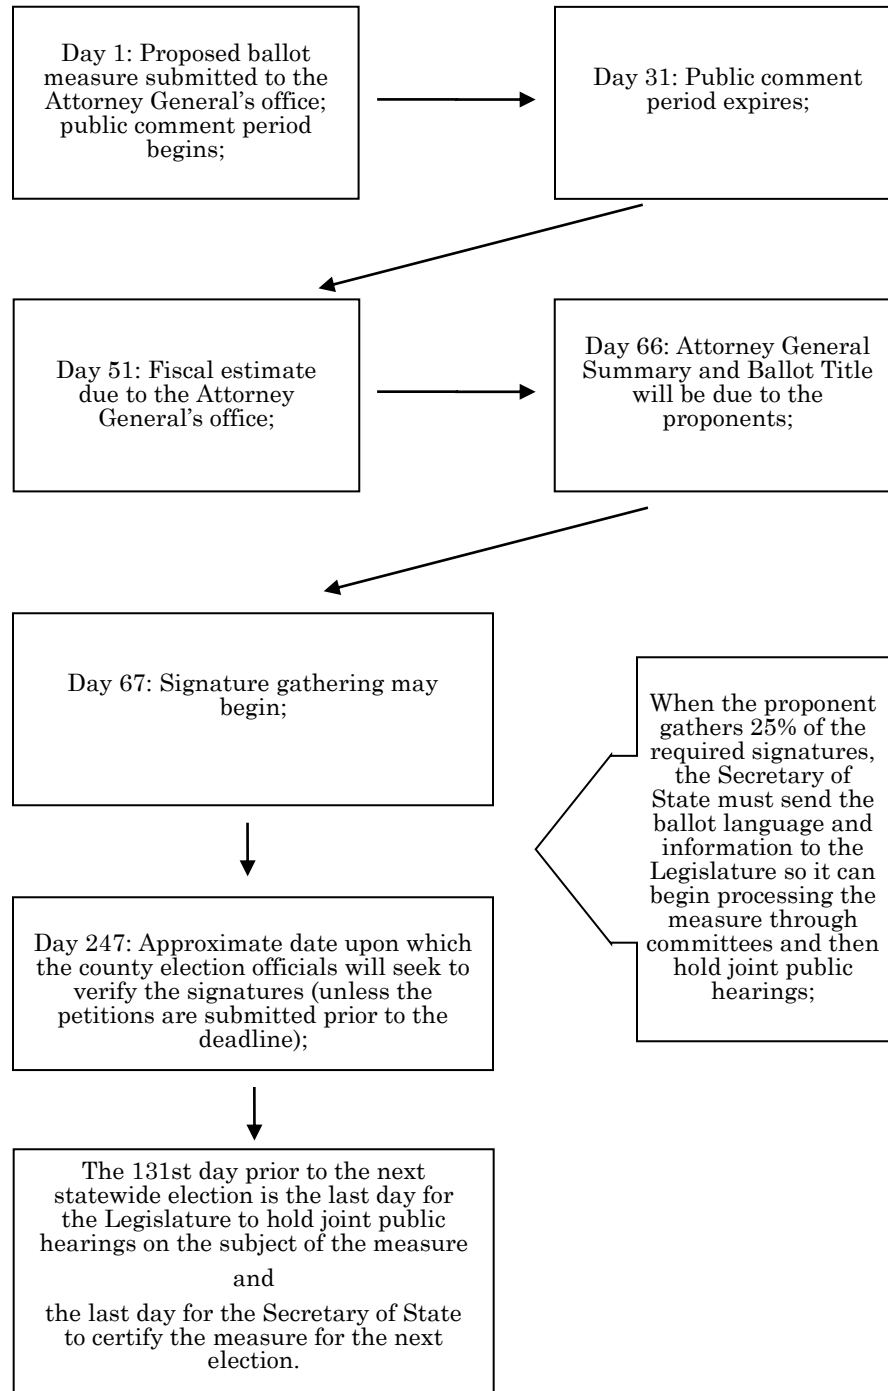 Day 1: Proposed ballot
measure submitted to the
Attorney General’s office;
public comment period
begins;
Day 31: Public comment
period expires;
Day 51: Fiscal estimate
due to the Attorney
General’s office;
Day 66: Attorney General
Summary and Ballot Title
will be due to the
proponents;
Day 67: Signature gathering may
begin;
When the proponent
gathers 25% of the
required signatures,
the Secretary of
State must send the
ballot language and
information to the
Legislature so it can
begin processing the
measure through
committees and then
hold joint public
hearings;
Day 247: Approximate date upon which
the county election officials will seek to
verify the signatures (unless the
petitions are submitted prior to the
deadline);
The 131st day prior to the next
statewide election is the last day for
the Legislature to hold joint public
hearings on the subject of the measure
and
the last day for the Secretary of State
to certify the measure for the next
election.